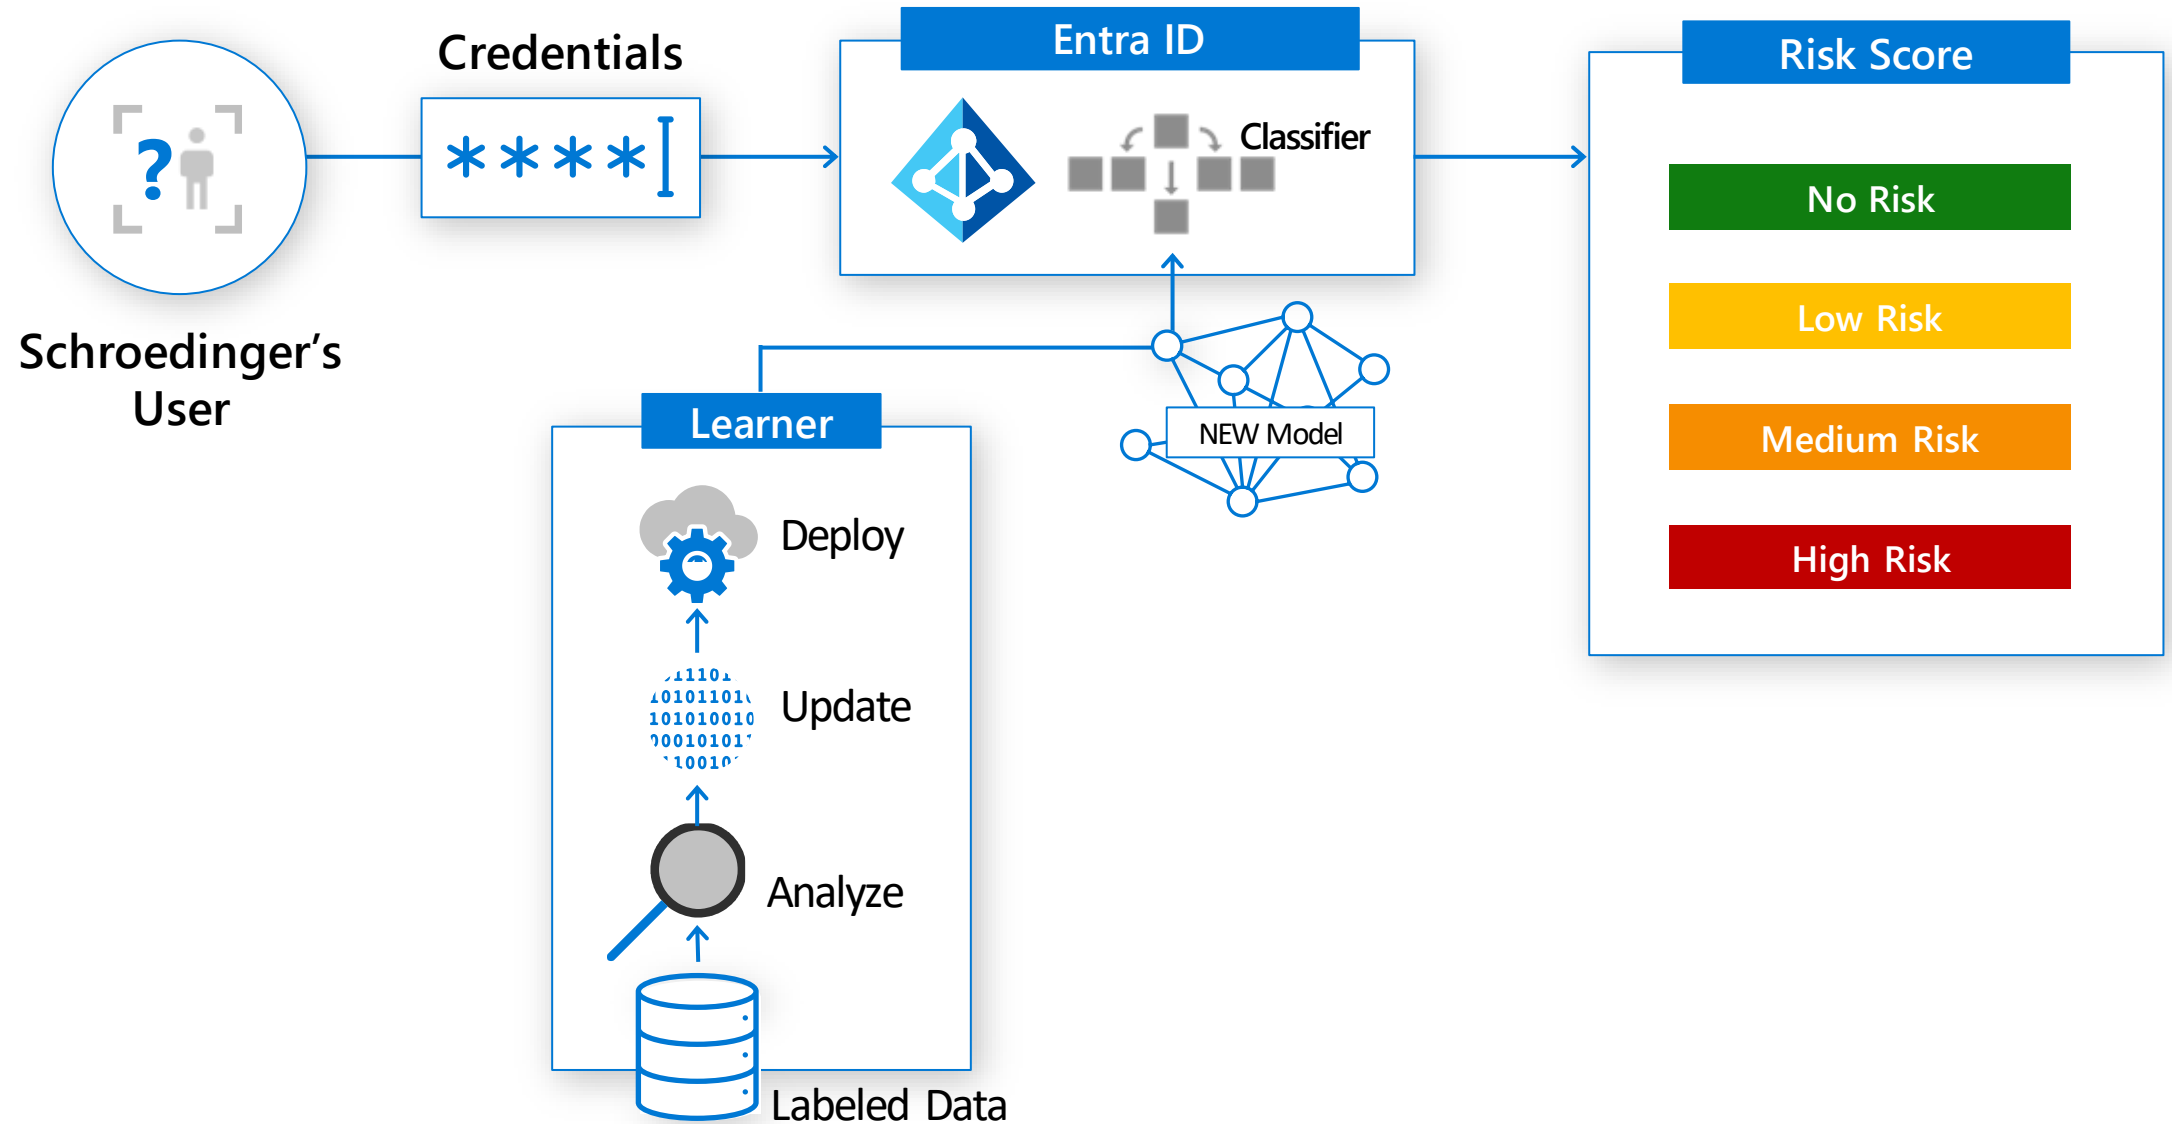 Credentials
Entra ID
Risk Score
?
****
Classifier
No Risk
Low Risk
Medium Risk
High Risk
Schroedinger's
User
Learner
NEW Model
Deploy
Update
Analyze
Labeled Data